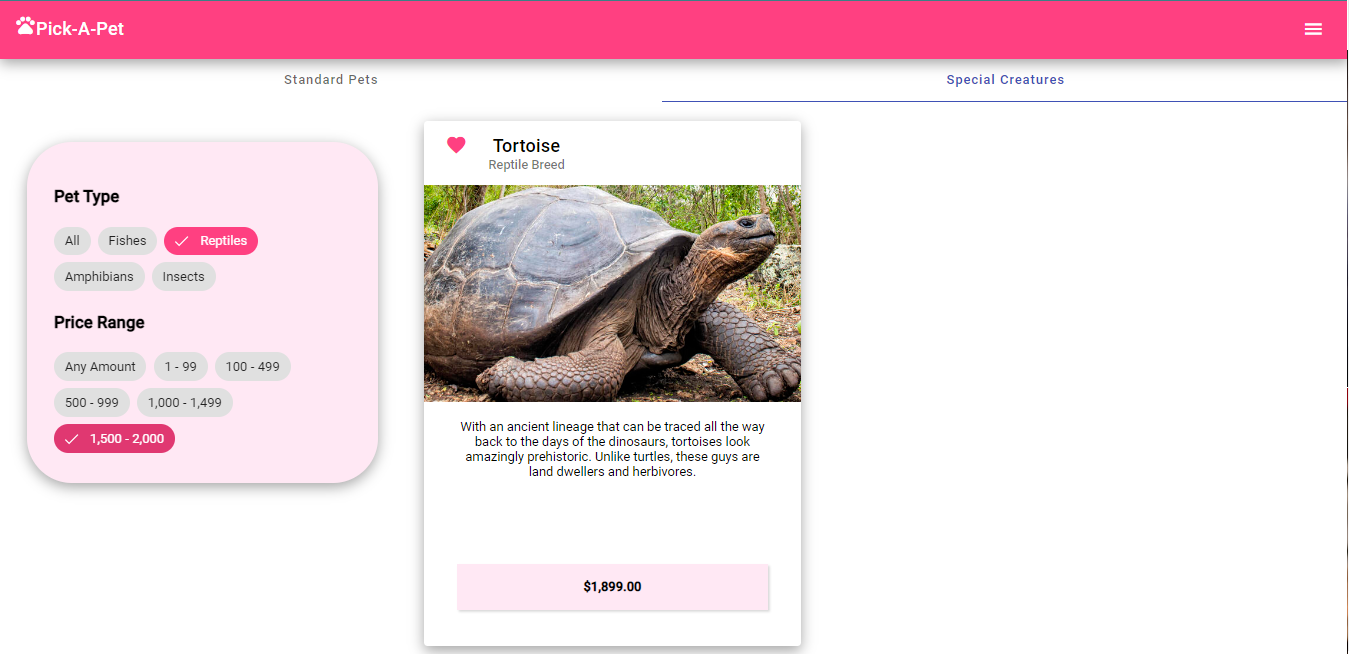 Pick-A-Pet
Standard Pets
Special Creatures
Pet Type
All
Fishes
Reptiles
Amphibians
Insects
Price Range
Any Amount
1 - 99
100 - 499
500 - 999
1,000 - 1,499
1,500 - 2,000
Tortoise
Reptile Breed
With an ancient lineage that can be traced all the way
back to the days of the dinosaurs, tortoises look
amazingly prehistoric. Unlike turtles, these guys are
land dwellers and herbivores.
$1,899.00